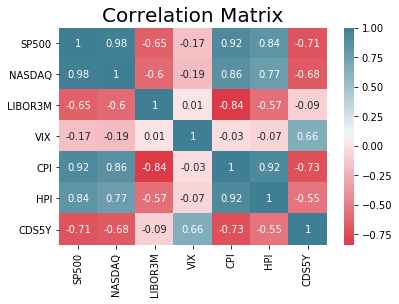 Correlation Matrix
SP500 1 0.98 -0.65 -0.17 0.92 0.84 -0.71
NASDAQ 0.98 1 -0.6 -0.19 0.86 0.77 -0.68
LIBOR3M -0.65 -0.6 1 0.01 -0.84 -0.57 -0.09
VIX -0.17 -0.19 0.01 1 -0.03 -0.07 0.66
CPI 0.92 0.86 -0.84 -0.03 1 0.92 -0.73
HPI 0.84 0.77 -0.57 -0.07 0.92 1 -0.55
CDS5Y -0.71 -0.68 -0.09 0.66 -0.73 -0.55 1
SP500 NASDAQ LIBOR3M VIX CPI HPI CDS5Y
1.00
0.75
0.50
0.25
0.00
−0.25
−0.50
−0.75